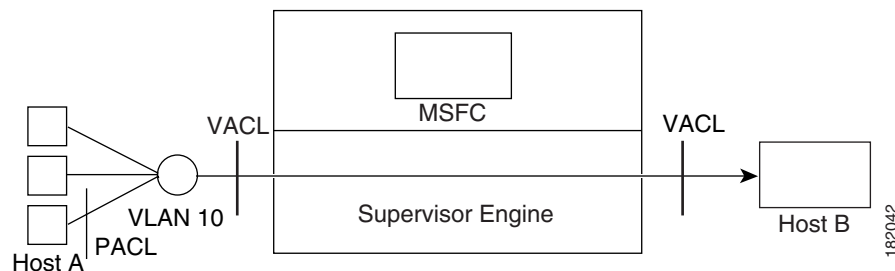 MSFC
VACL
VACL
Supervisor Engine
VLAN 10
PACL
Host A
Host B
182042